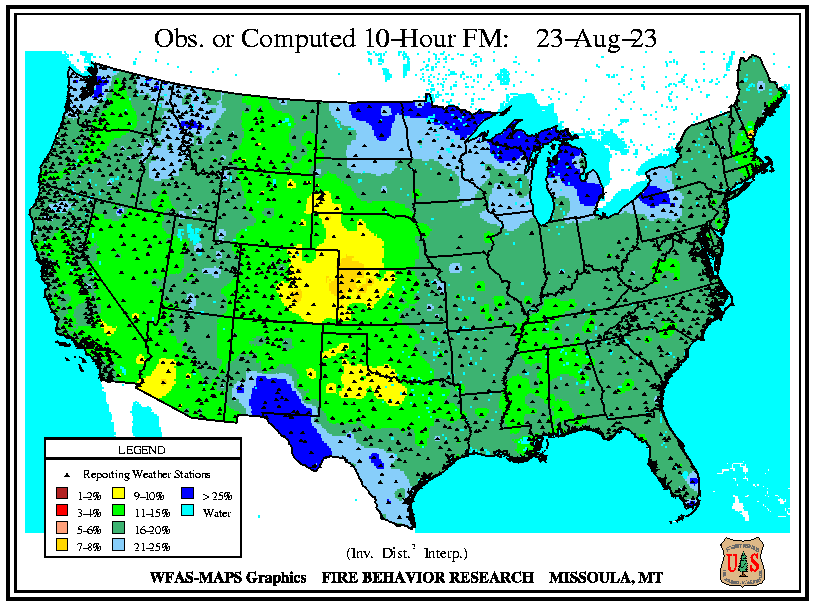 Obs. or Computed 10-Hour FM: 23-Aug-23
LEGEND
Reporting Weather Stations
1-2% 9-10% > 25%
3-4% 11-15% Water
5-6% 16-20%
7-8% 21-25%
(Inv. Dist.² Interp.)
WFAS-MAPS Graphics FIRE BEHAVIOR RESEARCH MISSOULA, MT
U S